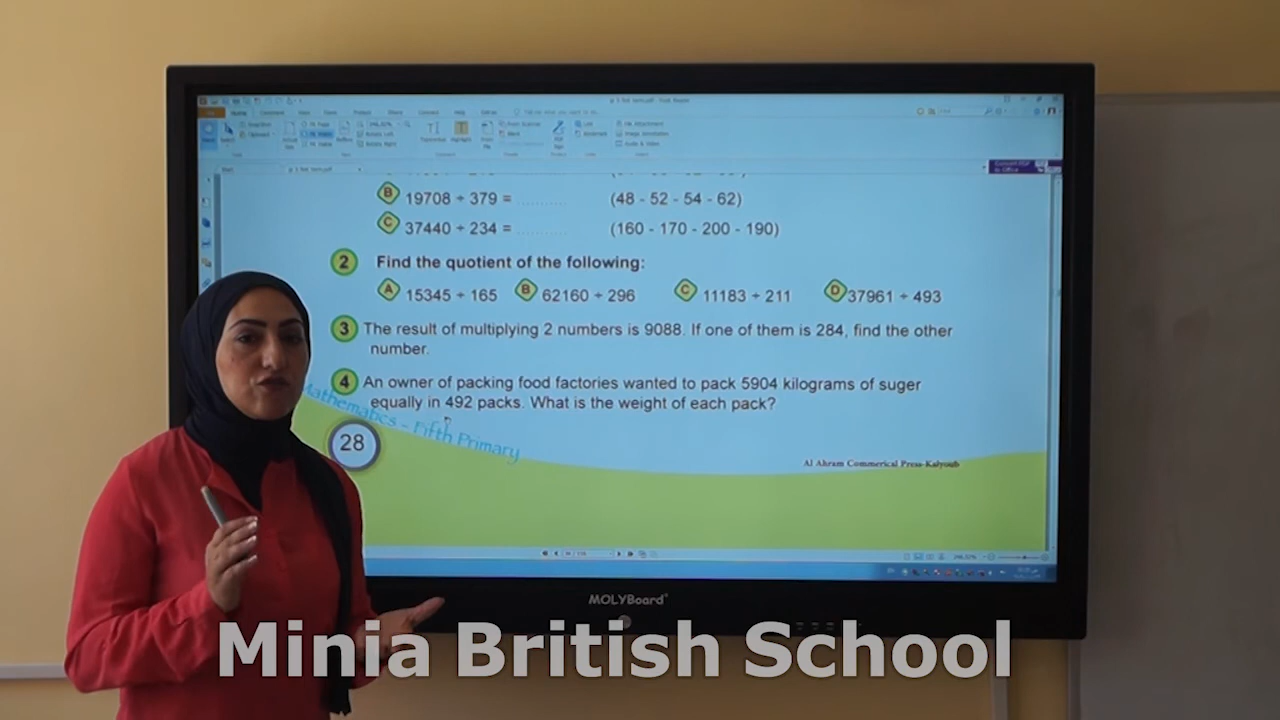 B 19708 ÷ 379 = .......... (48 - 52 - 54 - 62)
C 37440 ÷ 234 = .......... (160 - 170 - 200 - 190)
2 Find the quotient of the following:
A 15345 ÷ 165 B 62160 ÷ 296 C 11183 ÷ 211 D 37961 ÷ 493
3 The result of multiplying 2 numbers is 9088. If one of them is 284, find the other
number.
4 An owner of packing food factories wanted to pack 5904 kilograms of suger
equally in 492 packs. What is the weight of each pack?
Mathematics - Fifth Primary
28
Al Ahram Commerical Press-Kalyoub
MOLYBoard
Minia British School